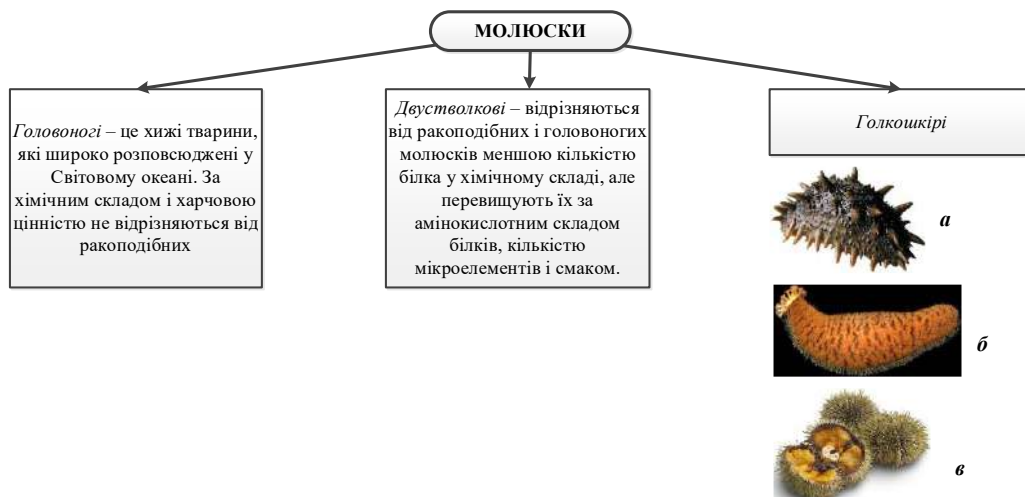 МОЛЮСКИ
Головоногі – це хижі тварини,
які широко розповсюджені у
Світовому океані. За
хімічним складом і харчовою
цінністю не відрізняються від
ракоподібних
Двустволкові – відрізняються
від ракоподібних і головоногих
молюсків меншою кількістю
білка у хімічному складі, але
перевищують їх за
амінокислотним складом
білків, кількістю
мікроелементів і смаком.
Голкошкірі
а
б
в